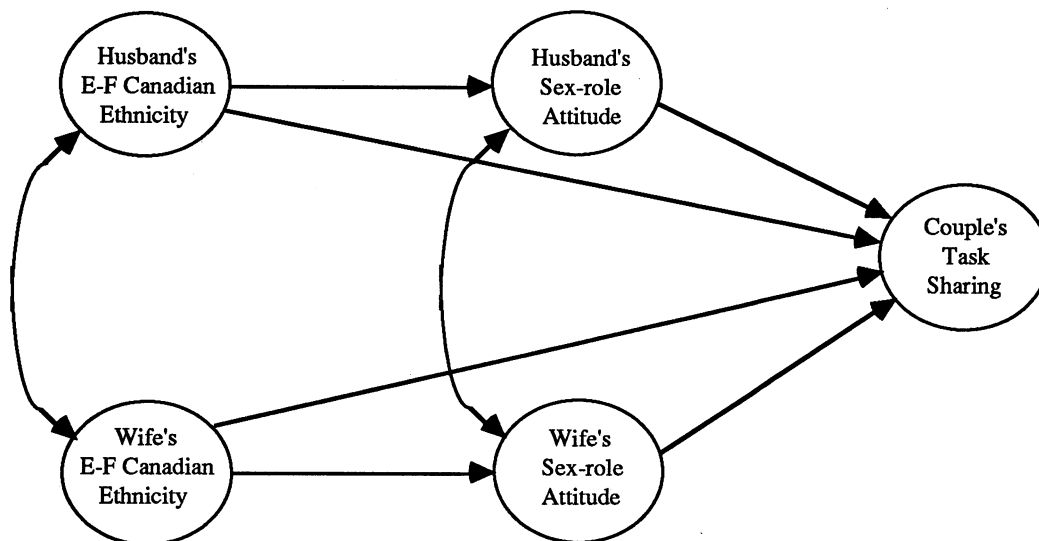 Husband's
E-F Canadian
Ethnicity
Husband's
Sex-role
Attitude
Couple's
Task
Sharing
Wife's
E-F Canadian
Ethnicity
Wife's
Sex-role
Attitude